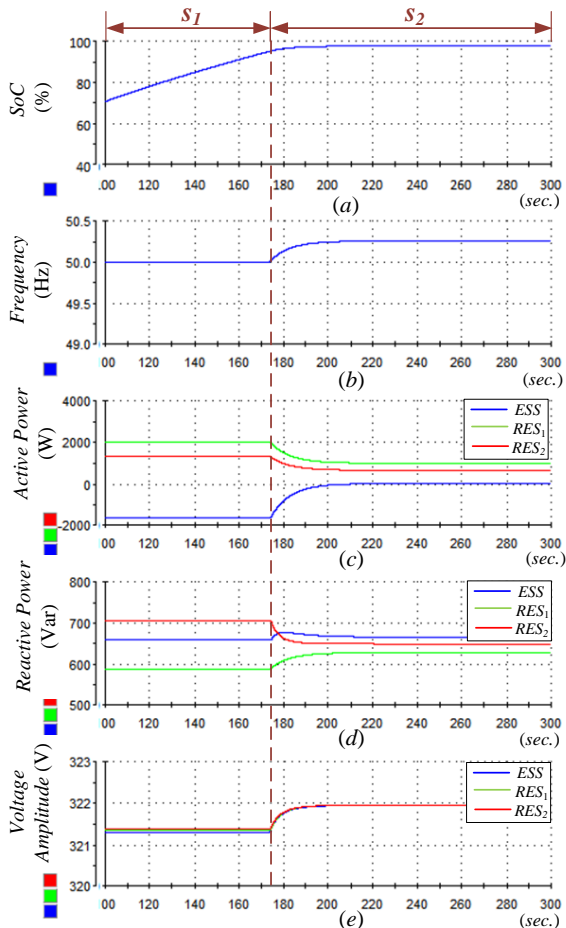 s1 s2
SoC
(%)
100
80
60
40
.00 120 140 160 180 200 220 240 260 280 300
(a)
(sec.)
Frequency
(Hz)
50.5
50.0
49.5
49.0
00 120 140 160 180 200 220 240 260 280 300
(b)
(sec.)
Active Power
(W)
4000
2000
0
-2000
ESS
RES1
RES2
00 120 140 160 180 200 220 240 260 280 300
(c)
(sec.)
Reactive Power
(Var)
800
700
600
500
ESS
RES1
RES2
00 120 140 160 180 200 220 240 260 280 300
(d)
(sec.)
Voltage
Amplitude (V)
323
322
321
320
ESS
RES1
RES2
00 120 140 160 180 200 220 240 260 280 300
(e)
(sec.)